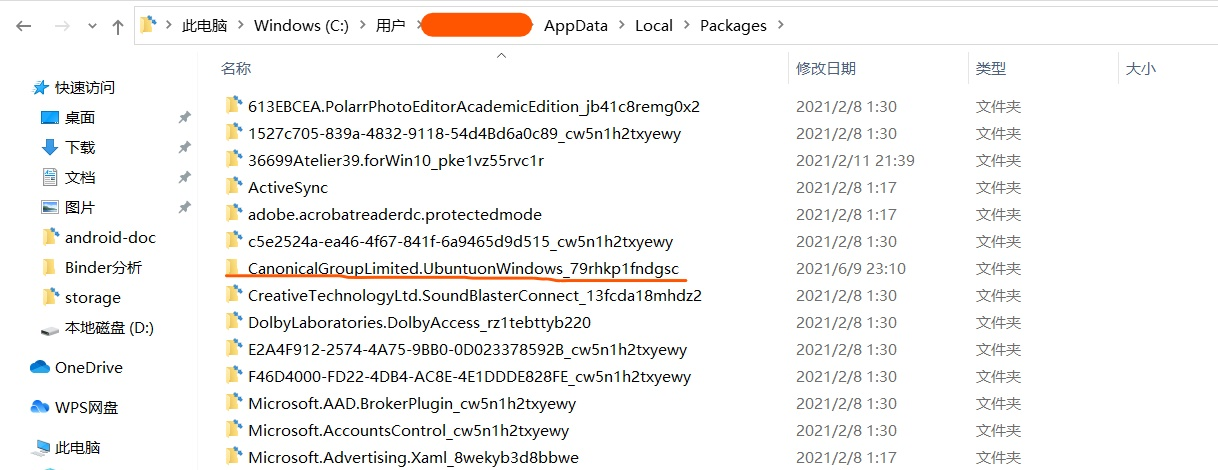 此电脑 Windows (C:) 用户 AppData Local Packages
名称 修改日期 类型 大小
快速访问
桌面
下载
文档
图片
android-doc
Binder分析
storage
本地磁盘 (D:)
OneDrive
WPS网盘
此电脑
613EBCEA.PolarrPhotoEditorAcademicEdition_jb41c8remg0x2 2021/2/8 1:30 文件夹
1527c705-839a-4832-9118-54d4Bd6a0c89_cw5n1h2txyewy 2021/2/8 1:30 文件夹
36699Atelier39.forWin10_pke1vz55rvc1r 2021/2/11 21:39 文件夹
ActiveSync 2021/2/8 1:17 文件夹
adobe.acrobatreaderdc.protectedmode 2021/2/8 1:17 文件夹
c5e2524a-ea46-4f67-841f-6a9465d9d515_cw5n1h2txyewy 2021/2/8 1:30 文件夹
CanonicalGroupLimited.UbuntuonWindows_79rhkp1fndgsc 2021/6/9 23:10 文件夹
CreativeTechnologyLtd.SoundBlasterConnect_13fcda18mhdz2 2021/2/8 1:30 文件夹
DolbyLaboratories.DolbyAccess_rz1tebttyb220 2021/2/8 1:30 文件夹
E2A4F912-2574-4A75-9BB0-0D023378592B_cw5n1h2txyewy 2021/2/8 1:30 文件夹
F46D4000-FD22-4DB4-AC8E-4E1DDDE828FE_cw5n1h2txyewy 2021/2/8 1:30 文件夹
Microsoft.AAD.BrokerPlugin_cw5n1h2txyewy 2021/2/8 1:30 文件夹
Microsoft.AccountsControl_cw5n1h2txyewy 2021/2/8 1:30 文件夹
Microsoft.Advertising.Xaml_8wekyb3d8bbwe 2021/2/8 1:17 文件夹